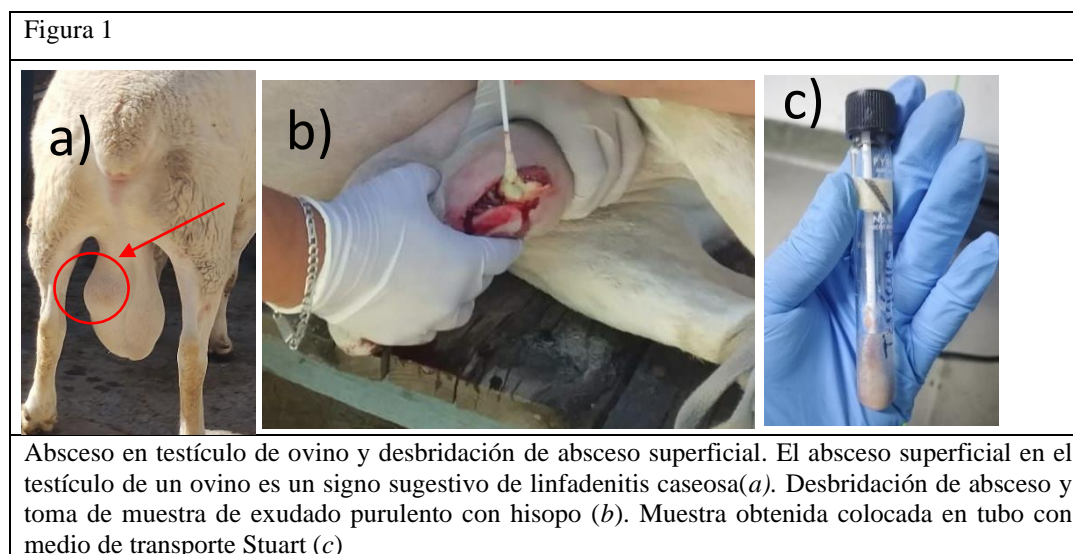 Figura 1
a)
b)
c)
Absceso en testículo de ovino y desbridación de absceso superficial. El absceso superficial en el
testículo de un ovino es un signo sugestivo de linfadenitis caseosa(a). Desbridación de absceso y
toma de muestra de exudado purulento con hisopo (b). Muestra obtenida colocada en tubo con
medio de transporte Stuart (c)